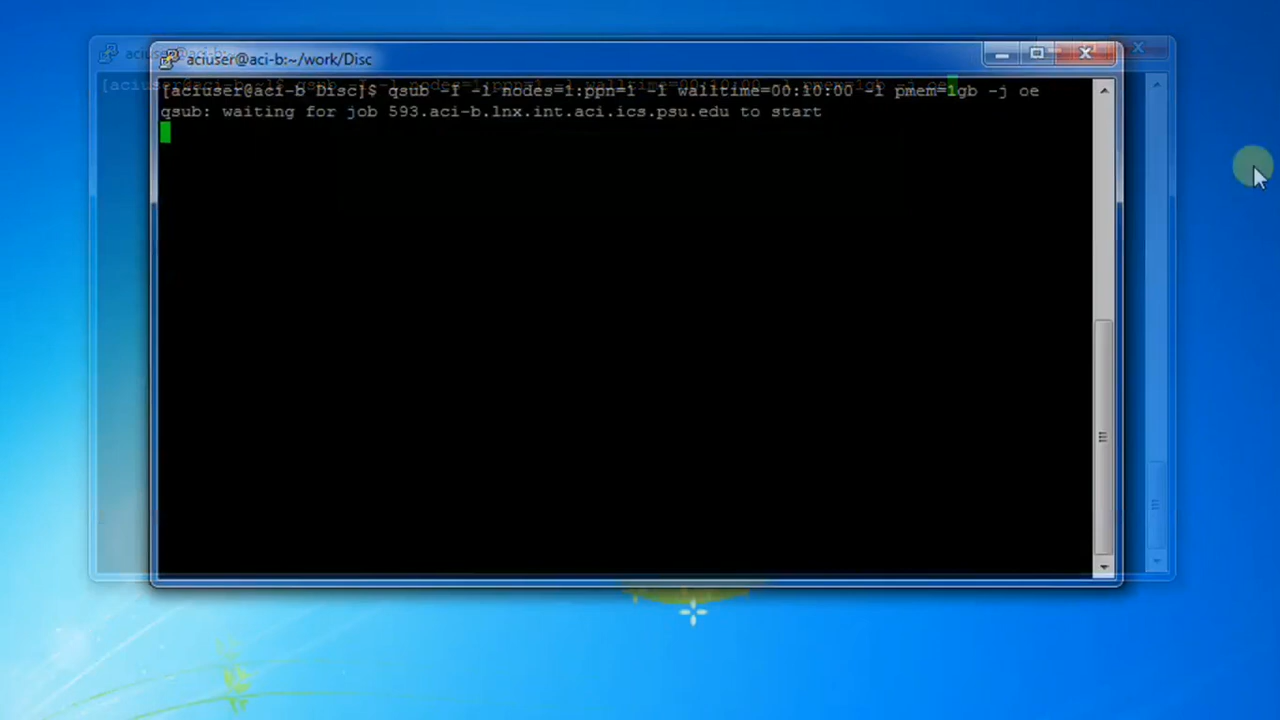 aciuser@aci-b:~/work/Disc
[aciuser@aci-b Disc]$ qsub -I -l nodes=1:ppn=1 -l walltime=00:10:00 -l pmem=1gb -j oe
qsub: waiting for job 593.aci-b.lnx.int.aci.ics.psu.edu to start